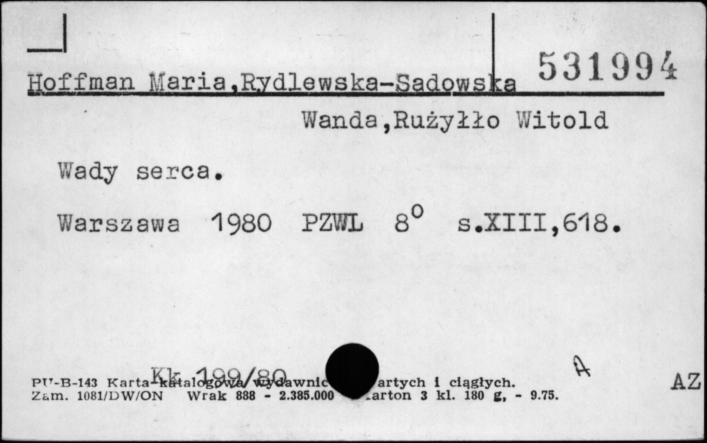 531994
Hoffman Maria,Rydlewska-Sadowska
Wanda,Rużyłło Witold
Wady serca.
Warszawa 1980 PZWL 8° s.XIII,618.
Kk 199/80
A
AZ
PU-B-143 Karta katalogowa wydawnic artych i ciągłych.
Zam. 1081/DW/ON Wrak 888 - 2.385.000 karton 3 kl. 180 g, - 9.75.